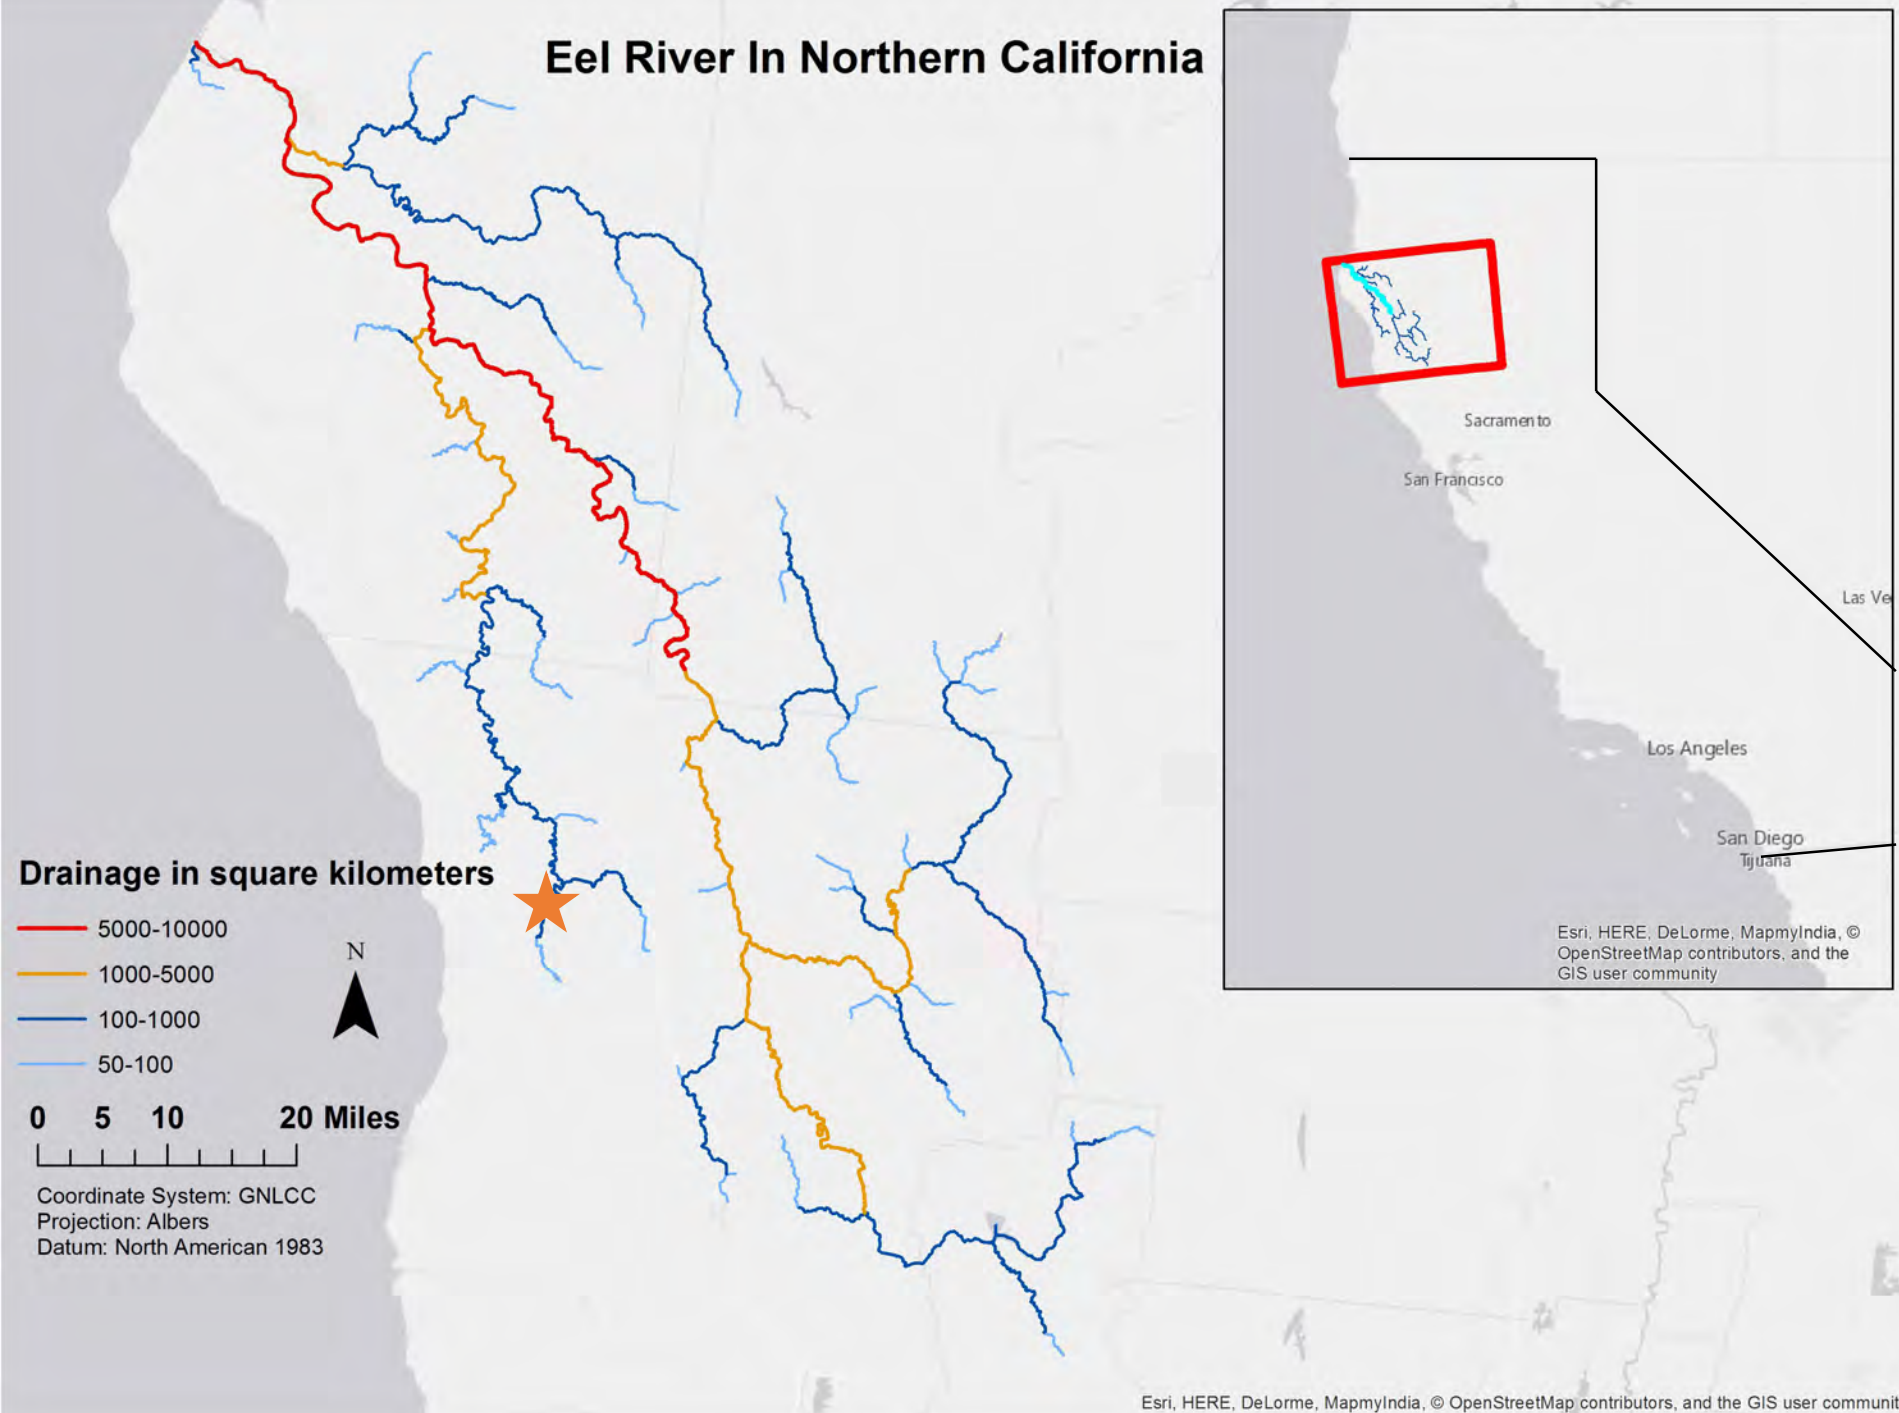 Eel River In Northern California
Sacramento
San Francisco
Las Ve
Los Angeles
San Diego
Tijuana
Esri, HERE, DeLorme, MapmyIndia, ©
OpenStreetMap contributors, and the
GIS user community
Drainage in square kilometers
5000-10000
1000-5000
100-1000
50-100
N
0 5 10 20 Miles
Coordinate System: GNLCC
Projection: Albers
Datum: North American 1983
Esri, HERE, DeLorme, MapmyIndia, © OpenStreetMap contributors, and the GIS user communit